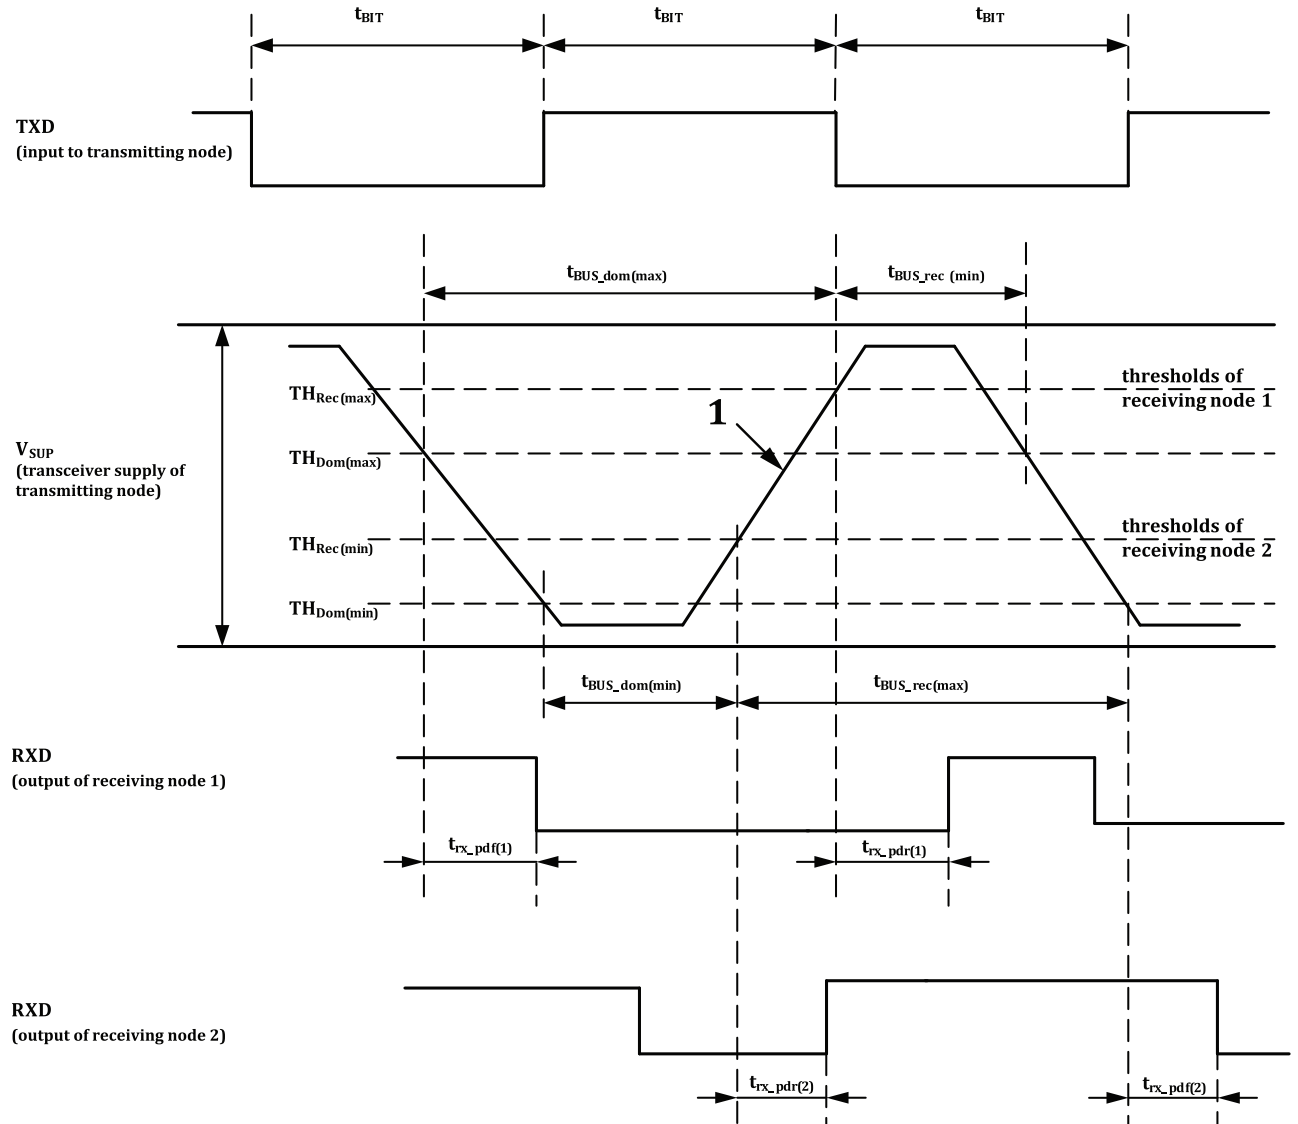 tBIT tBIT tBIT
TXD
(input to transmitting node)
tBUS_dom(max) tBUS_rec (min)
THRec(max)
thresholds of
receiving node 1
1
VSUP
(transceiver supply of
transmitting node)
THDom(max)
THRec(min)
thresholds of
receiving node 2
THDom(min)
tBUS_dom(min) tBUS_rec(max)
RXD
(output of receiving node 1)
trx_pdf(1) trx_pdr(1)
RXD
(output of receiving node 2)
trx_pdr(2) trx_pdf(2)